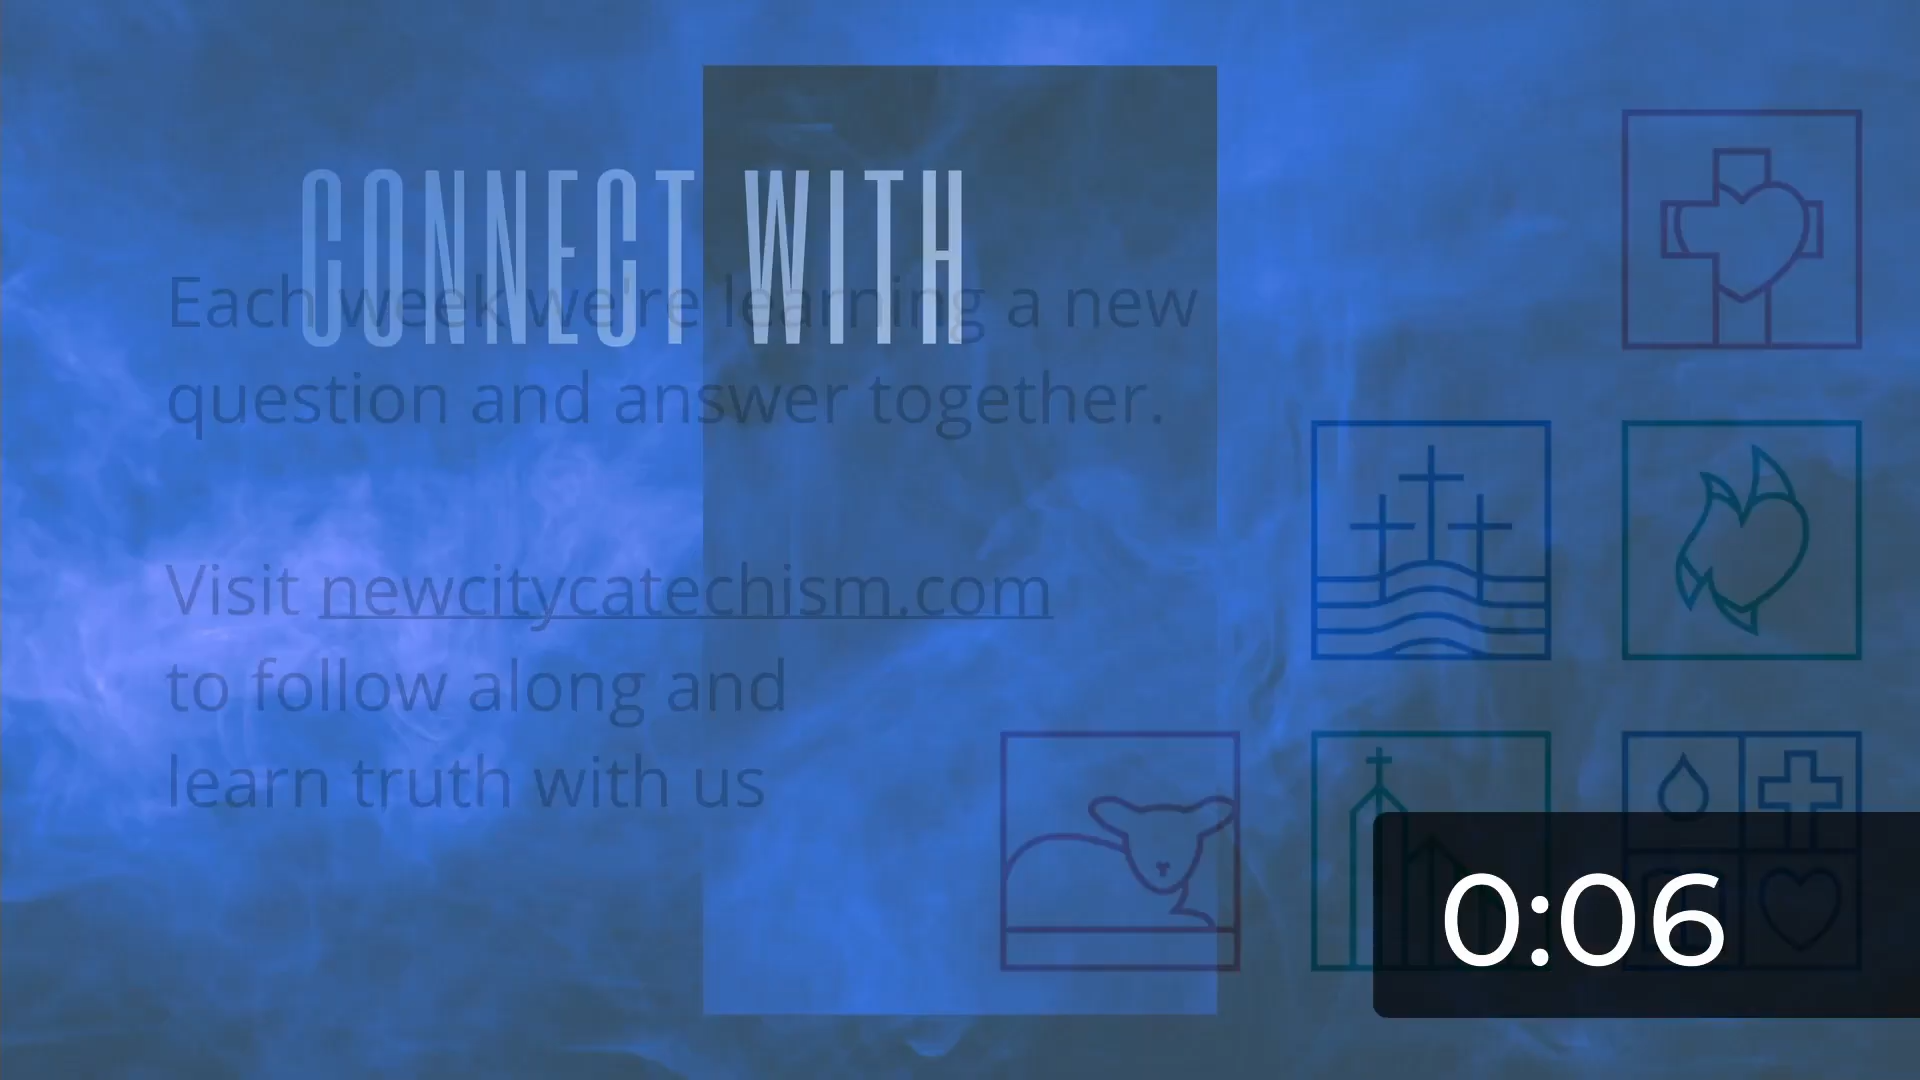 CONNECT WITH
Each week we're learning a new
question and answer together.
Visit newcitycatechism.com
to follow along and
learn truth with us
0:06